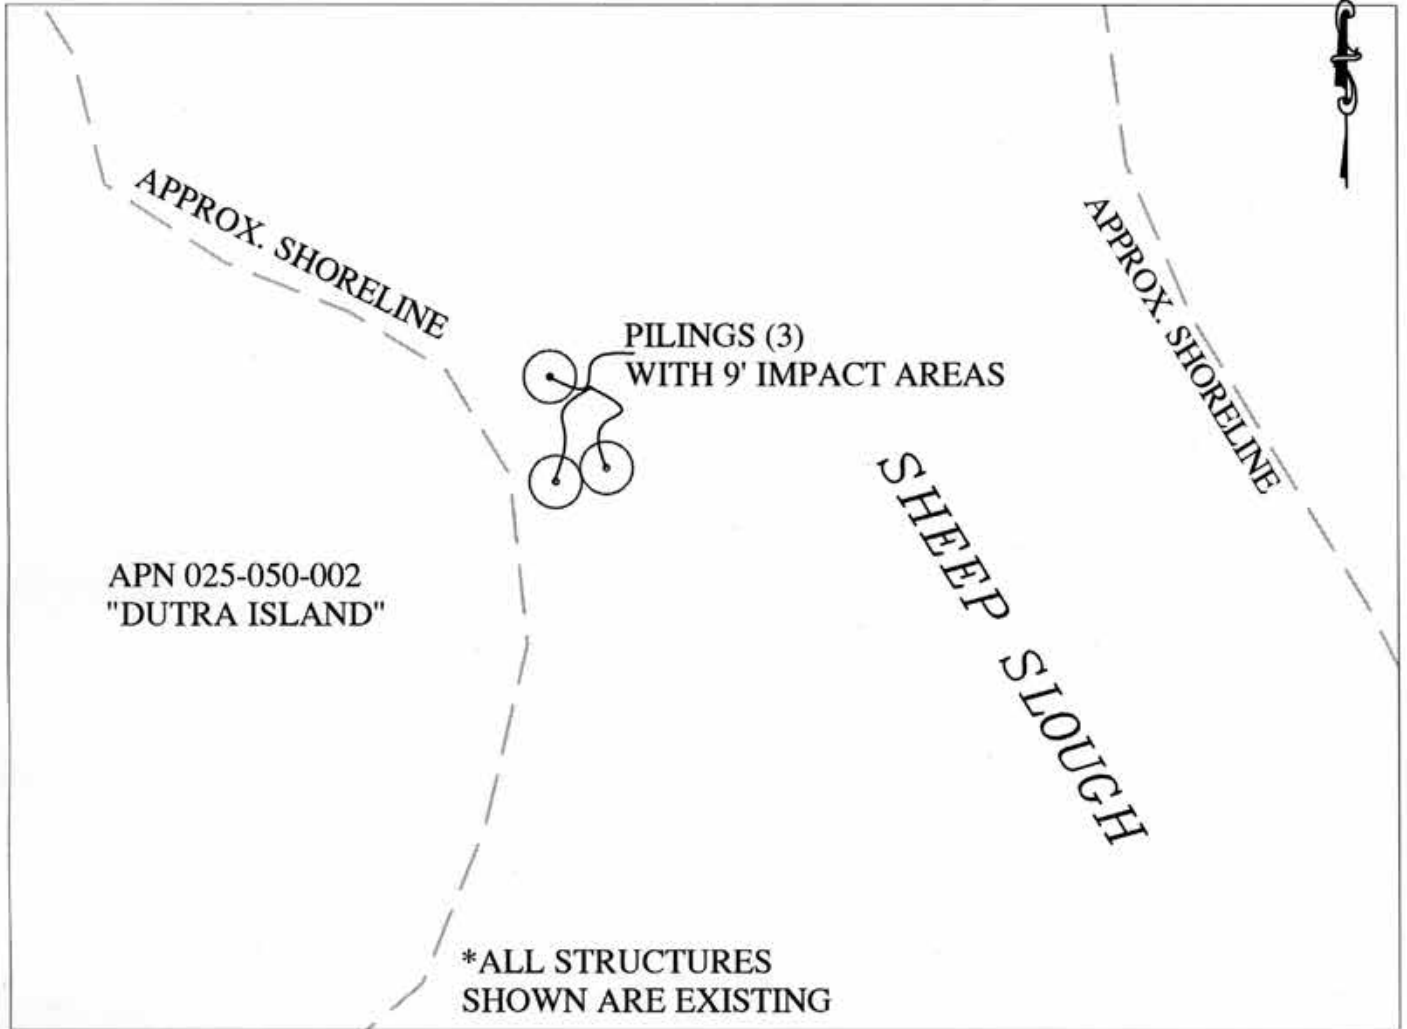 APPROX. SHORELINE
APPROX. SHORELINE
PILINGS (3)
WITH 9' IMPACT AREAS
SHEEP SLOUGH
APN 025-050-002
"DUTRA ISLAND"
*ALL STRUCTURES
SHOWN ARE EXISTING